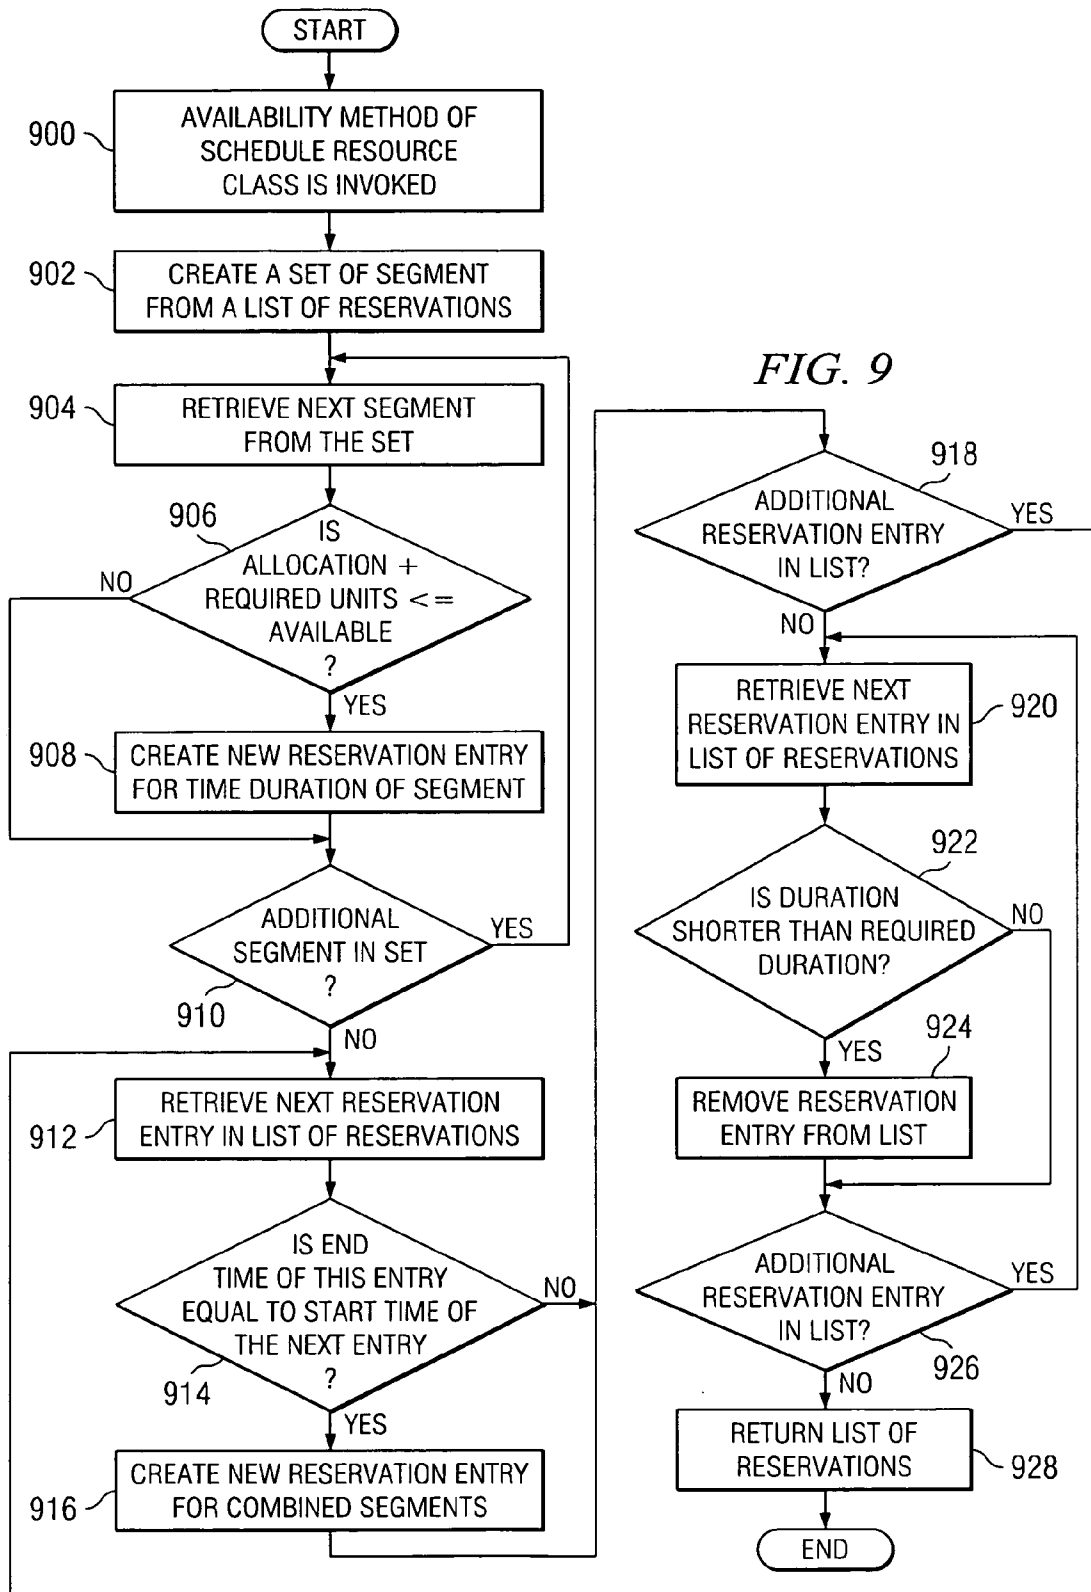 START
900
AVAILABILITY METHOD OF
SCHEDULE RESOURCE
CLASS IS INVOKED
902
CREATE A SET OF SEGMENT
FROM A LIST OF RESERVATIONS
904
RETRIEVE NEXT SEGMENT
FROM THE SET
906
IS
ALLOCATION +
REQUIRED UNITS <=
AVAILABLE
?
NO
YES
908
CREATE NEW RESERVATION ENTRY
FOR TIME DURATION OF SEGMENT
ADDITIONAL
SEGMENT IN SET
?
YES
910
NO
912
RETRIEVE NEXT RESERVATION
ENTRY IN LIST OF RESERVATIONS
IS END
TIME OF THIS ENTRY
EQUAL TO START TIME OF
THE NEXT ENTRY
?
NO
914
YES
916
CREATE NEW RESERVATION ENTRY
FOR COMBINED SEGMENTS
FIG. 9
918
ADDITIONAL
RESERVATION ENTRY
IN LIST?
YES
NO
RETRIEVE NEXT
RESERVATION ENTRY IN
LIST OF RESERVATIONS
920
922
IS DURATION
SHORTER THAN REQUIRED
DURATION?
NO
YES
924
REMOVE RESERVATION
ENTRY FROM LIST
ADDITIONAL
RESERVATION ENTRY
IN LIST?
YES
926
NO
RETURN LIST OF
RESERVATIONS
928
END